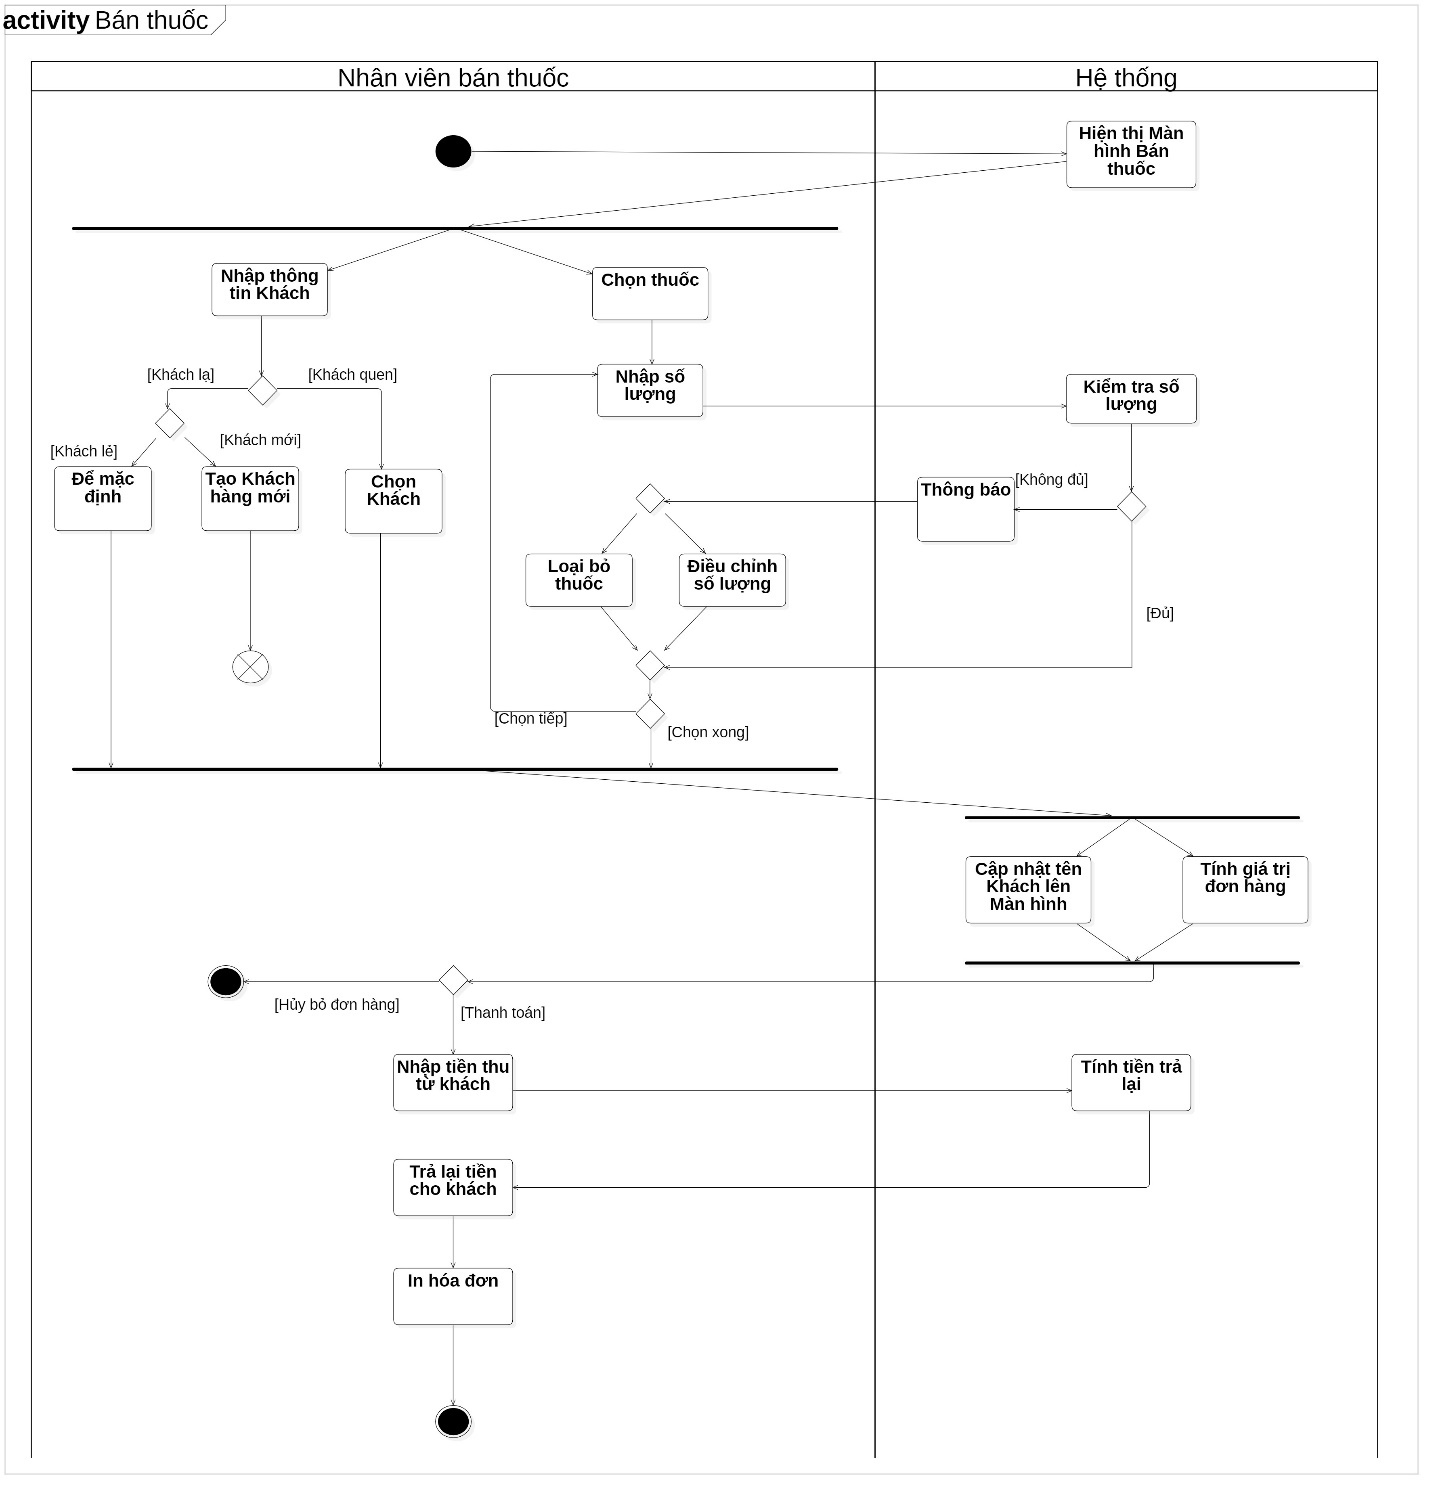 activity Bán thuốc
Nhân viên bán thuốc
Hệ thống
Hiện thị Màn
hình Bán
thuốc
Nhập thông
tin Khách
Chọn thuốc
[Khách lạ]
[Khách quen]
Nhập số
lượng
Kiểm tra số
lượng
[Khách lẻ]
[Khách mới]
Để mặc
định
Tạo Khách
hàng mới
Chọn
Khách
Thông báo
[Không đủ]
Loại bỏ
thuốc
Điều chỉnh
số lượng
[Đủ]
[Chọn tiếp]
[Chọn xong]
Cập nhật tên
Khách lên
Màn hình
Tính giá trị
đơn hàng
[Hủy bỏ đơn hàng]
[Thanh toán]
Nhập tiền thu
từ khách
Tính tiền trả
lại
Trả lại tiền
cho khách
In hóa đơn